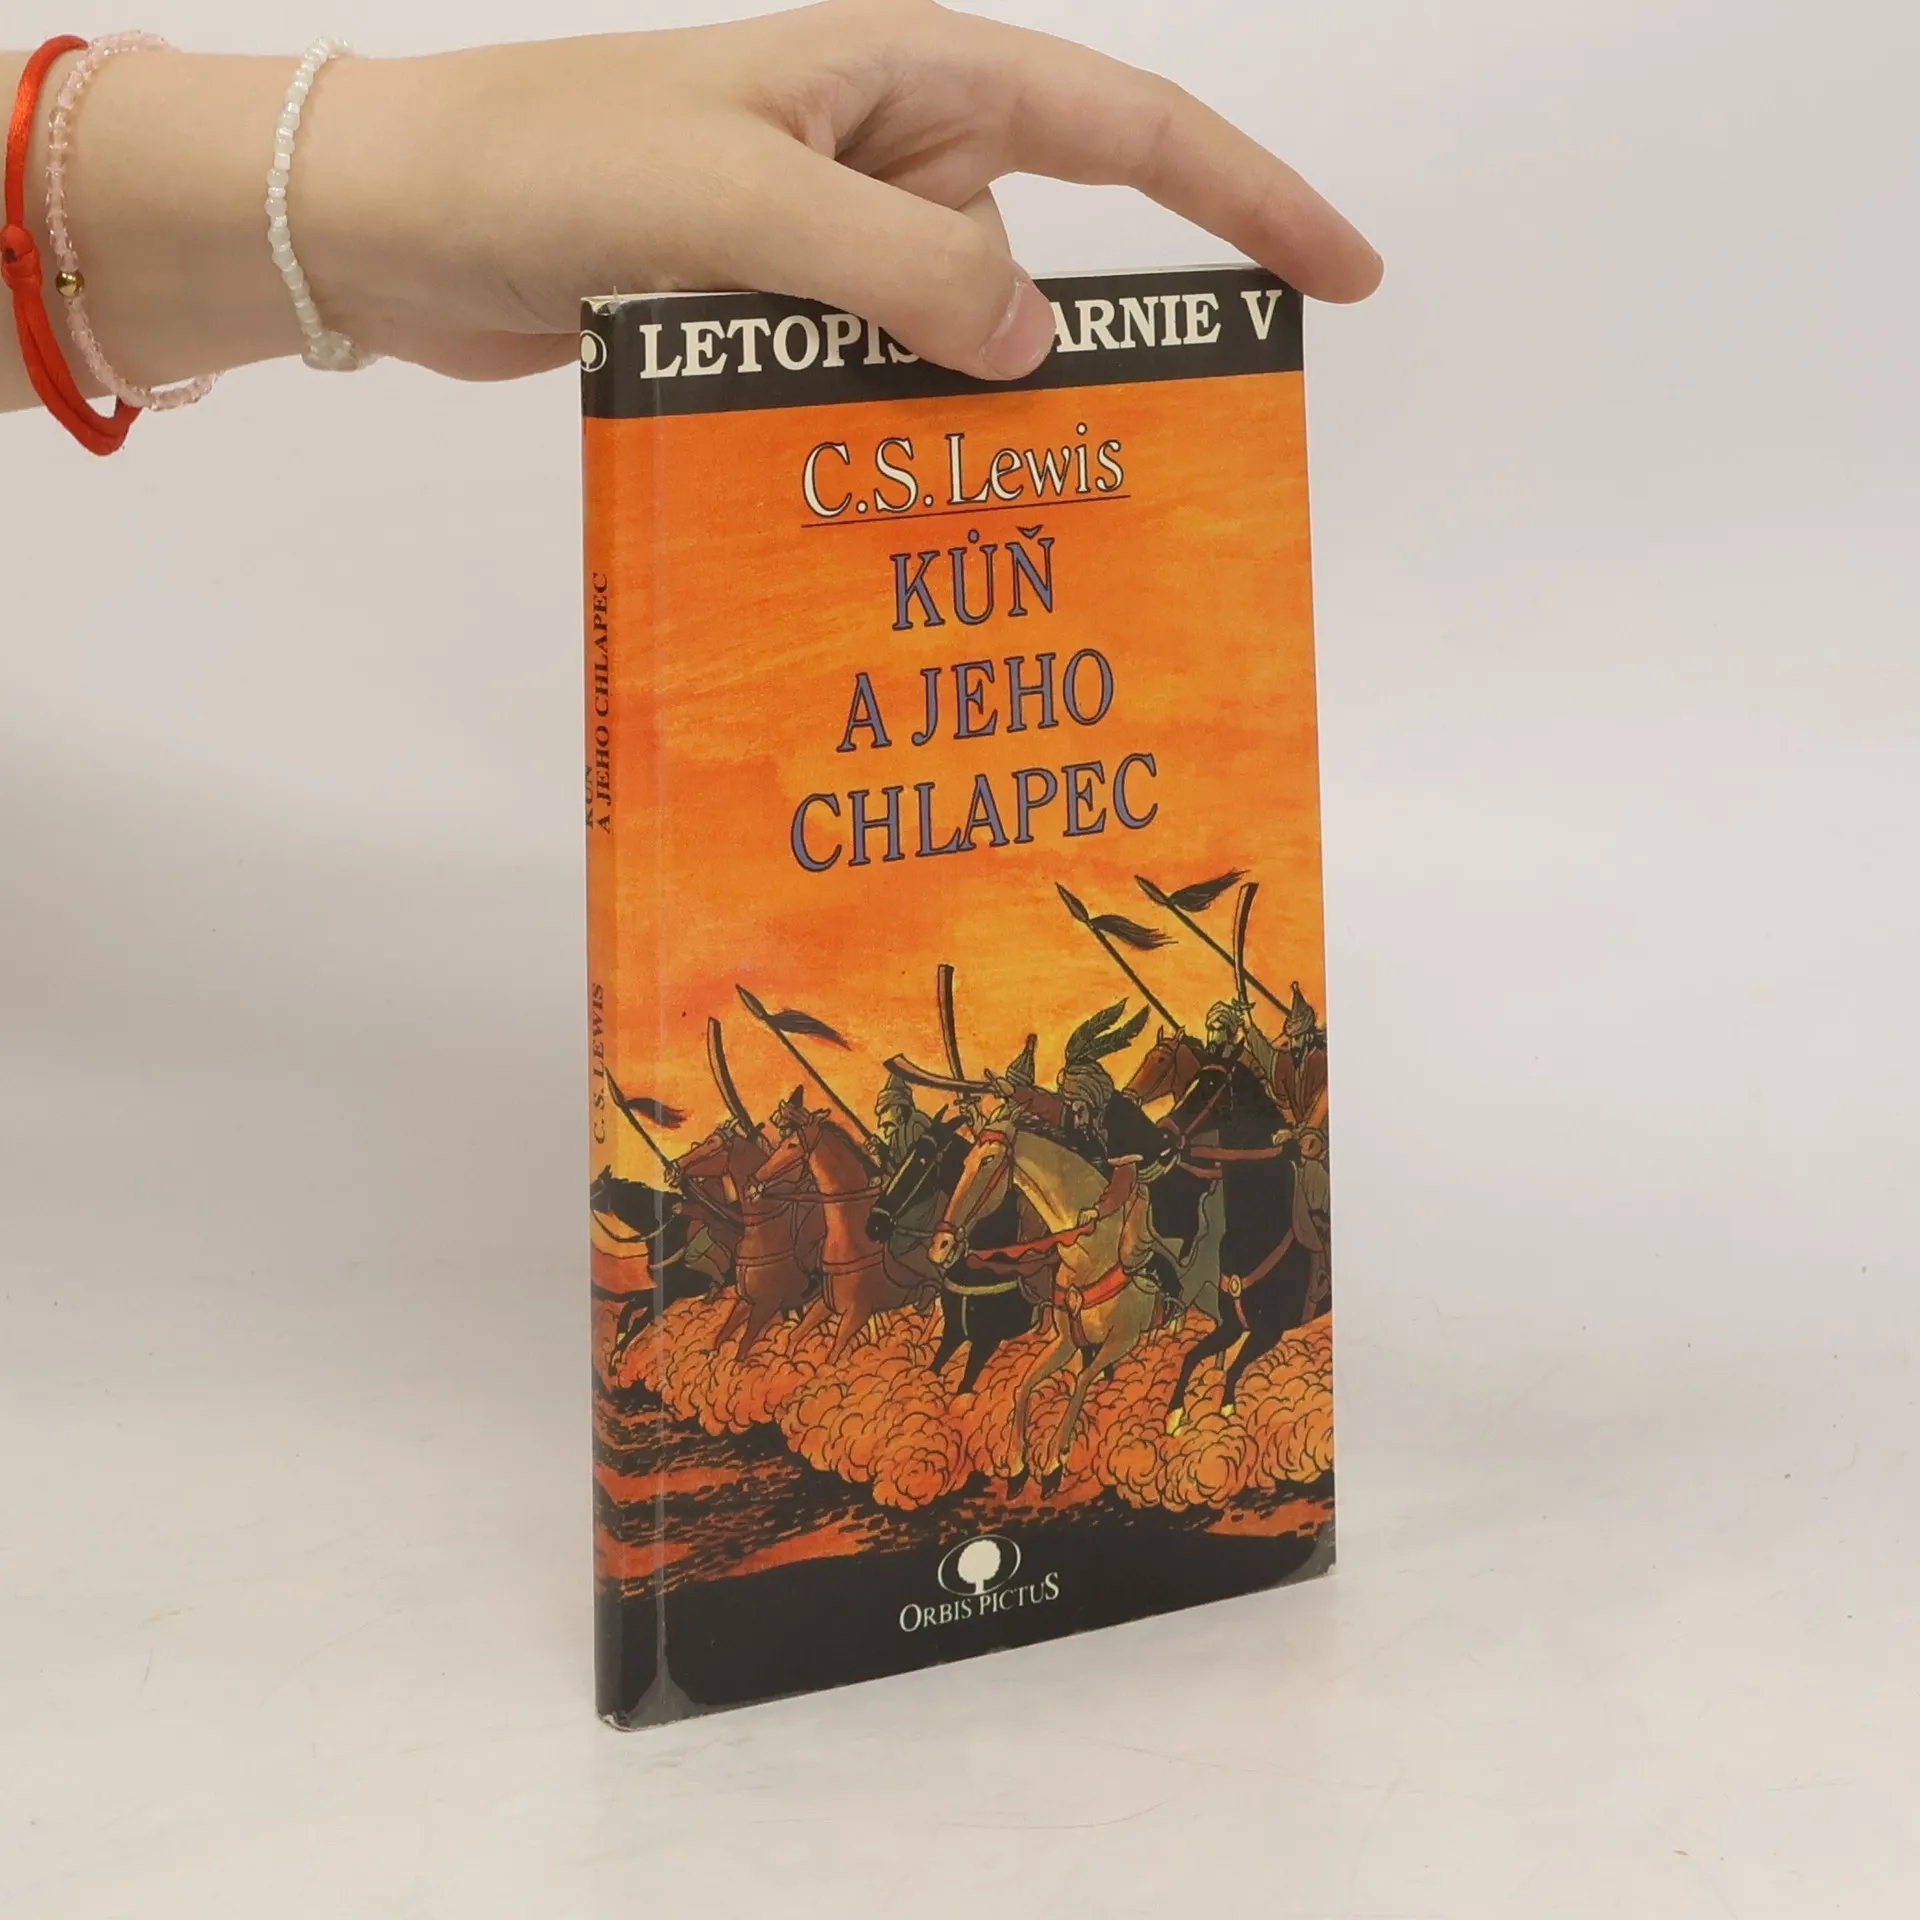 LETOPIS ARNIE V
C.S. Lewis
KŮŇ
A JEHO
CHLAPEC
ORBIS PICTUS
KŮŇ
A JEHO CHLAPEC
C. S. LEWIS